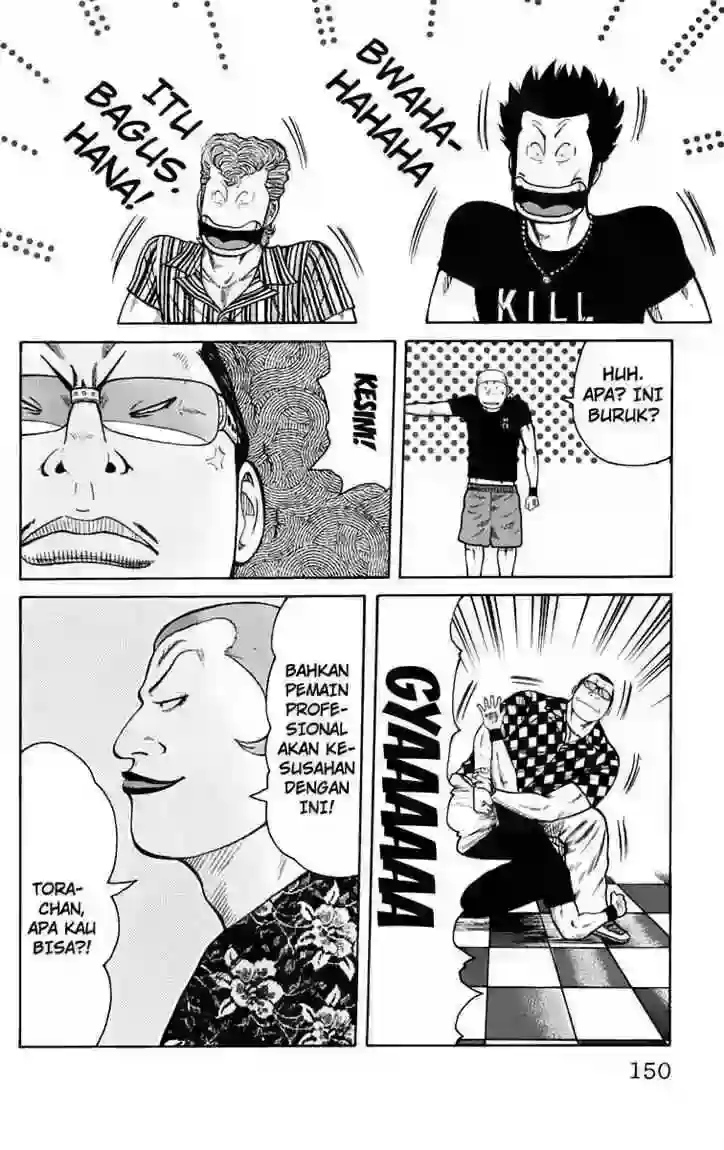 BWAHA-
HAHAHA
ITU
BAGUS,
HANA!
KILL
HUH.
APA? INI
BURUK?
KESIM!
GYAAAAAA
BAHKAN
PEMAIN
PROFE-
SIONAL
AKAN KE-
SUSAHAN
DENGAN
INI!
TORA-
CHAN,
APA KAU
BISA?!
150